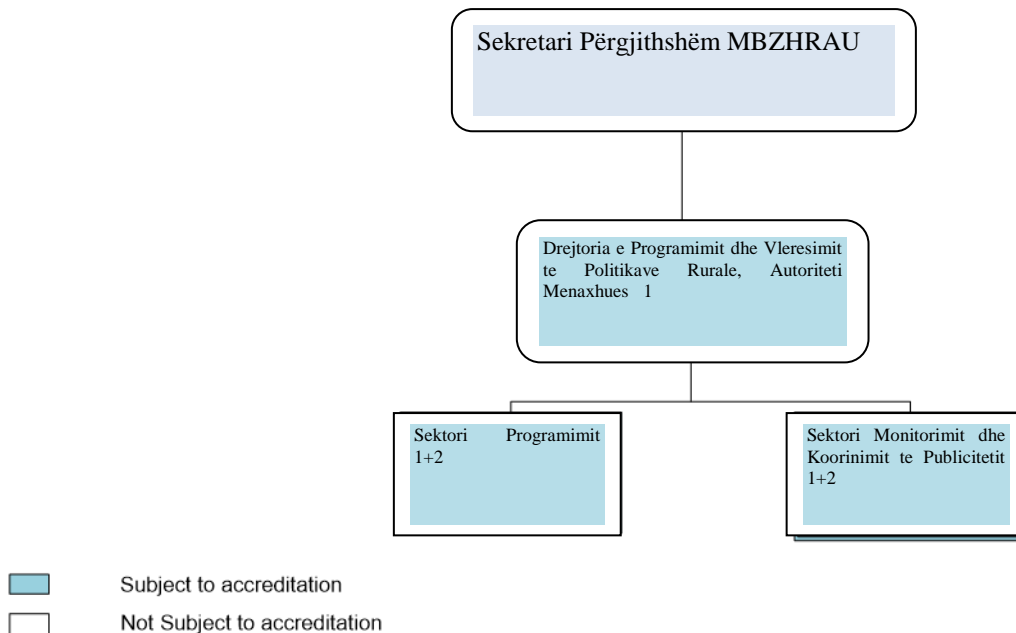 Sekretari Përgjithshëm MBZHRAU
Drejtoria e Programimit dhe Vleresimit
te Politikave Rurale, Autoriteti
Menaxhues 1
Sektori Programimit
1+2
Sektori Monitorimit dhe
Koorinimit te Publicitetit
1+2
Subject to accreditation
Not Subject to accreditation